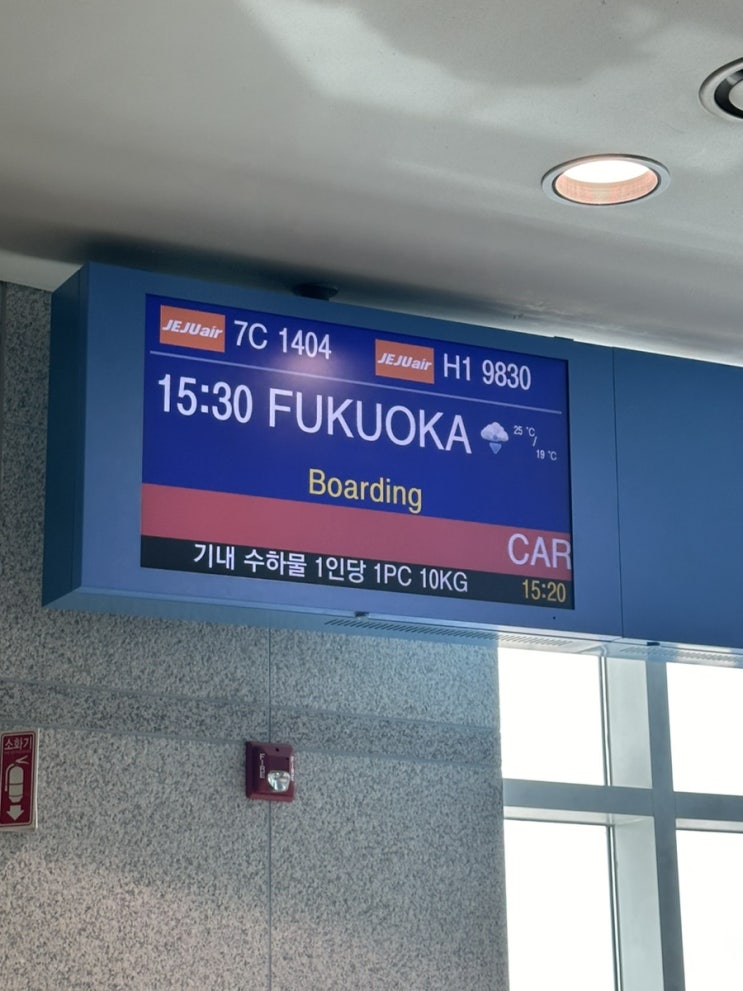 JEJUair 7C 1404 JEJUair H1 9830
15:30 FUKUOKA 25 ℃/19 ℃
Boarding
CAR
기내 수하물 1인당 1PC 10KG 15:20
소화기
FIRE